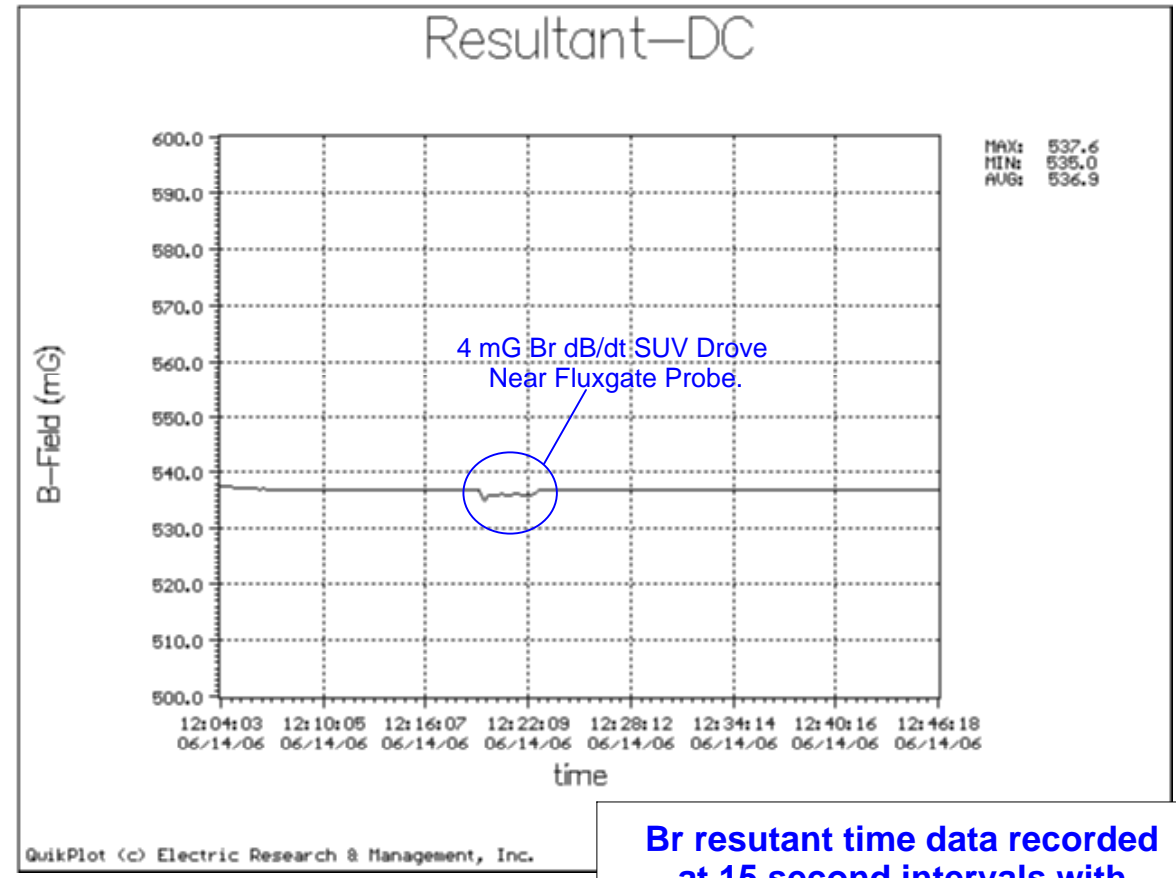 Resultant—DC
MAX: 537.6
MIN: 535.0
AVG: 536.9
600.0
590.0
580.0
570.0
560.0
550.0
540.0
530.0
520.0
510.0
500.0
B—Field (mG)
4 mG Br dB/dt SUV Drove
Near Fluxgate Probe.
12:04:03 12:10:05 12:16:07 12:22:09 12:28:12 12:34:14 12:40:16 12:46:18
06/14/06 06/14/06 06/14/06 06/14/06 06/14/06 06/14/06 06/14/06 06/14/06
time
QuikPlot (c) Electric Research & Management, Inc.
Br resutant time data recorded
at 15 second intervals with